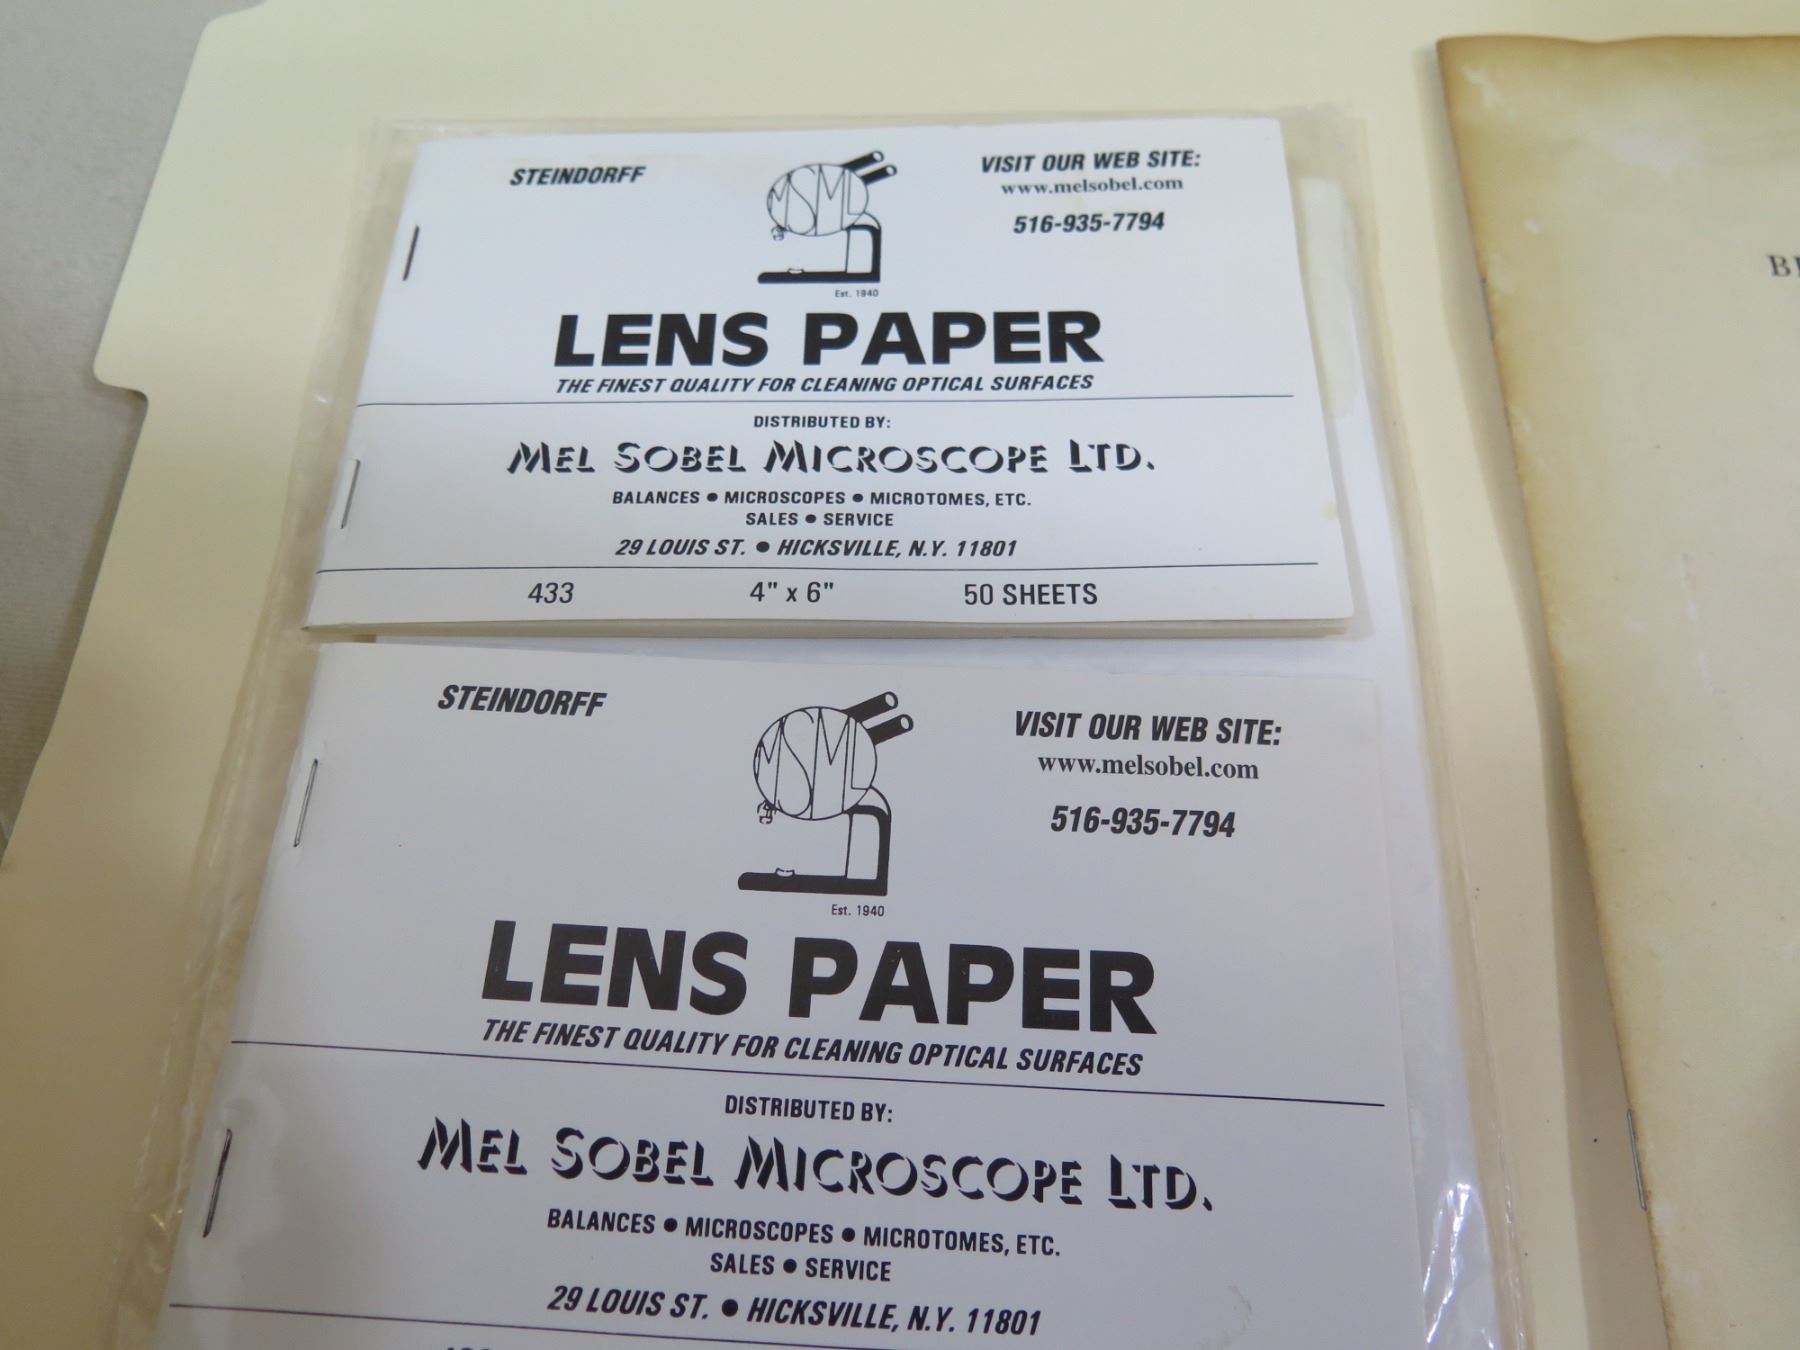 STEINDORFF
MSML
VISIT OUR WEB SITE:
www.melsobel.com
516-935-7794
Est. 1940
LENS PAPER
THE FINEST QUALITY FOR CLEANING OPTICAL SURFACES
DISTRIBUTED BY:
MEL SOBEL MICROSCOPE LTD.
BALANCES ● MICROSCOPES ● MICROTOMES, ETC.
SALES ● SERVICE
29 LOUIS ST. ● HICKSVILLE, N.Y. 11801
433 4" x 6" 50 SHEETS
STEINDORFF
MSML
VISIT OUR WEB SITE:
www.melsobel.com
516-935-7794
Est. 1940
LENS PAPER
THE FINEST QUALITY FOR CLEANING OPTICAL SURFACES
DISTRIBUTED BY:
MEL SOBEL MICROSCOPE LTD.
BALANCES ● MICROSCOPES ● MICROTOMES, ETC.
SALES ● SERVICE
29 LOUIS ST. ● HICKSVILLE, N.Y. 11801